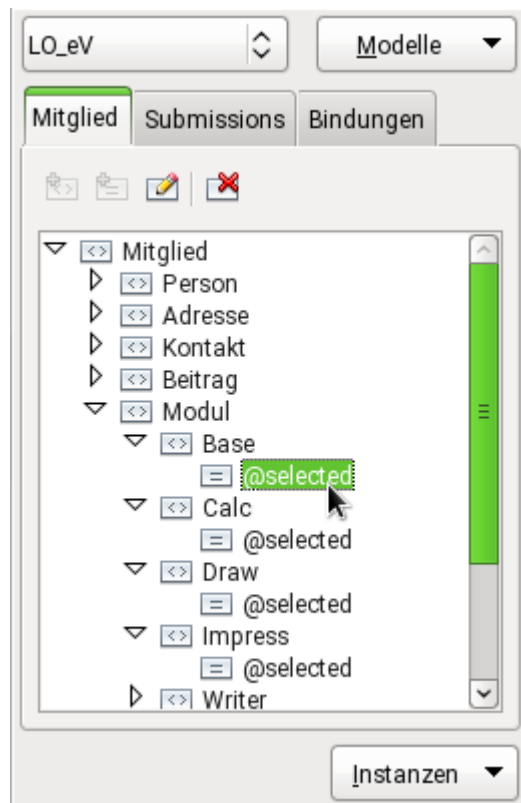 LO_eV Modelle
Mitglied Submissions Bindungen
Mitglied
Person
Adresse
Kontakt
Beitrag
Modul
Base
@selected
Calc
@selected
Draw
@selected
Impress
@selected
Writer
Instanzen